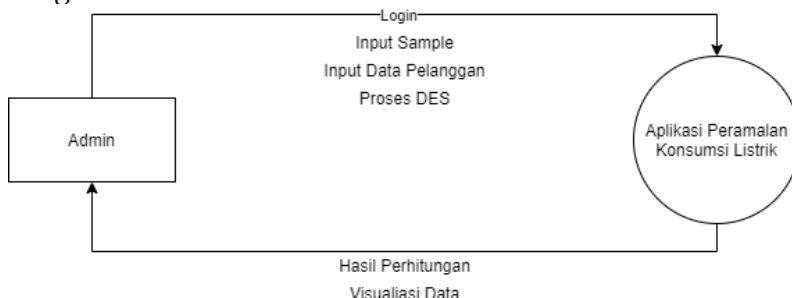 Login
Input Sample
Input Data Pelanggan
Proses DES
Admin
Aplikasi Peramalan
Konsumsi Listrik
Hasil Perhitungan
Visualiasi Data